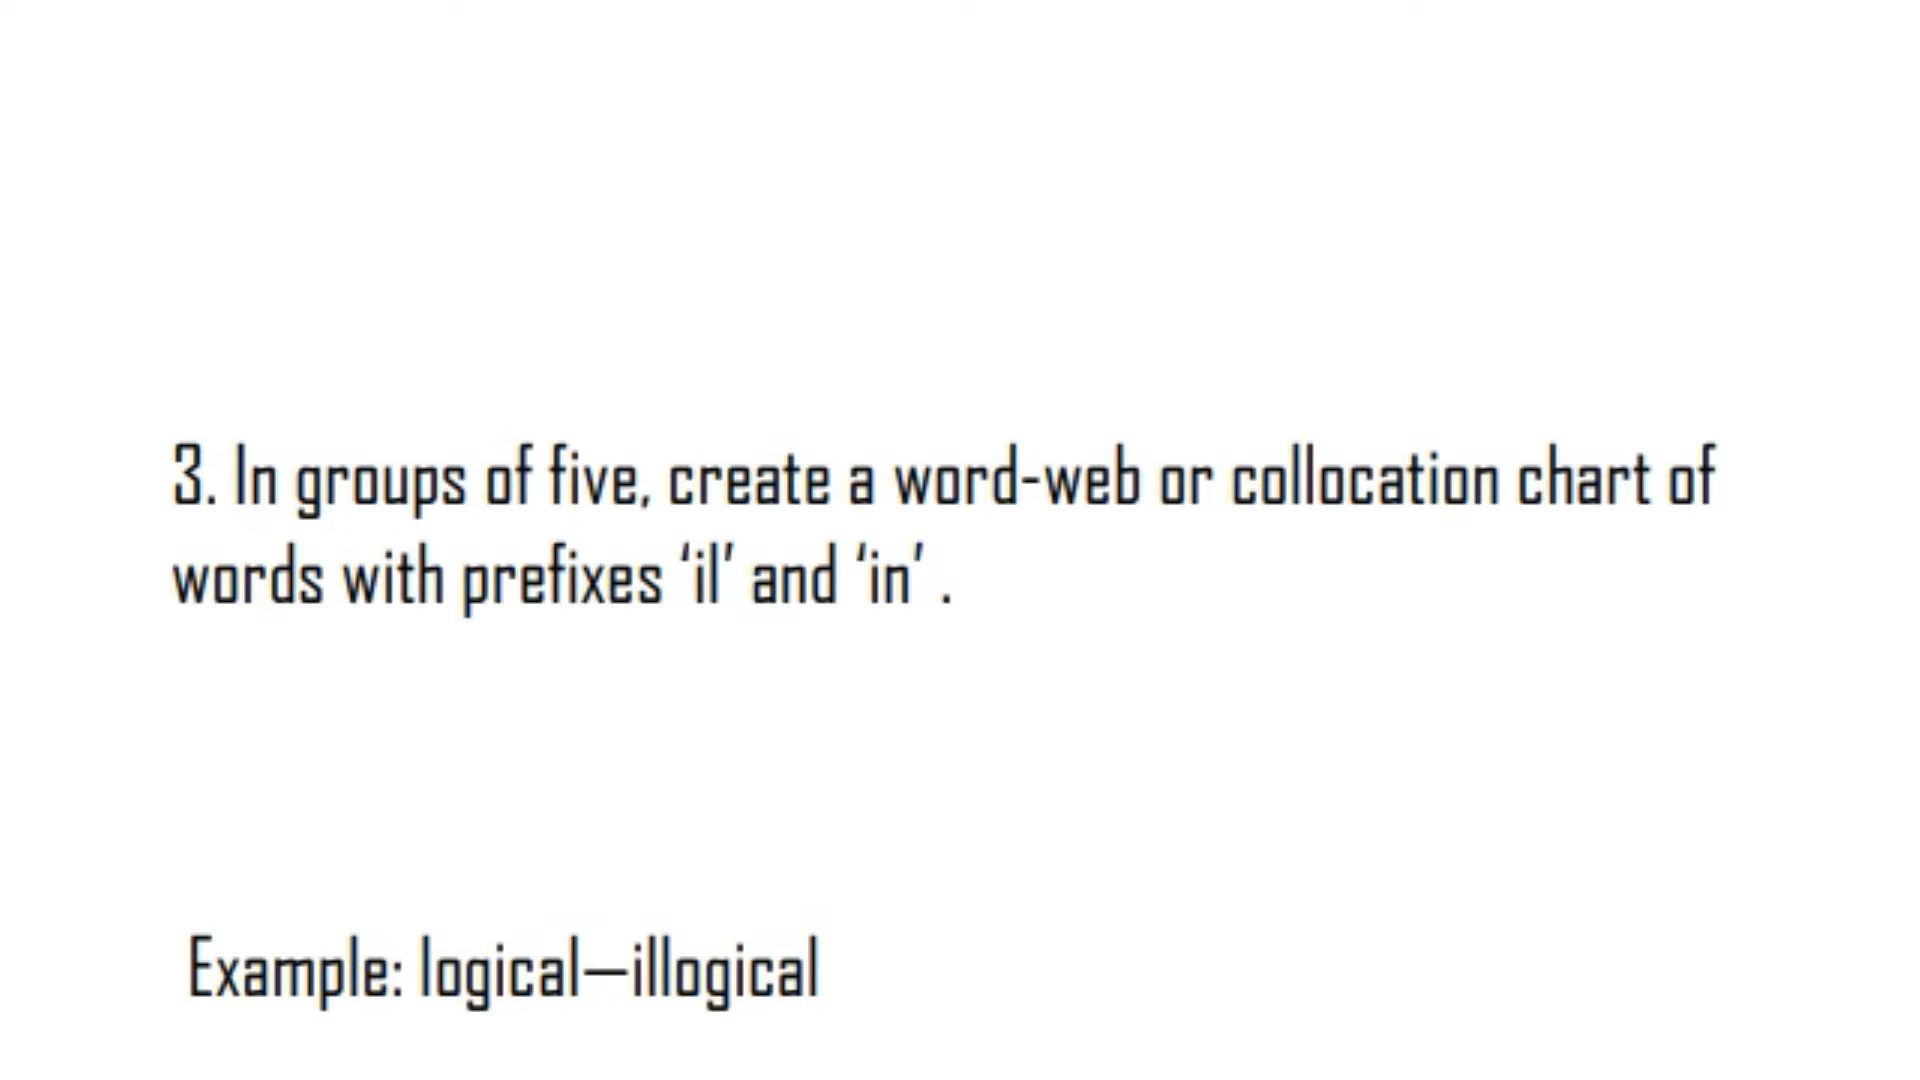 3. In groups of five, create a word-web or collocation chart of
words with prefixes ‘il’ and ‘in’ .
Example: logical—illogical